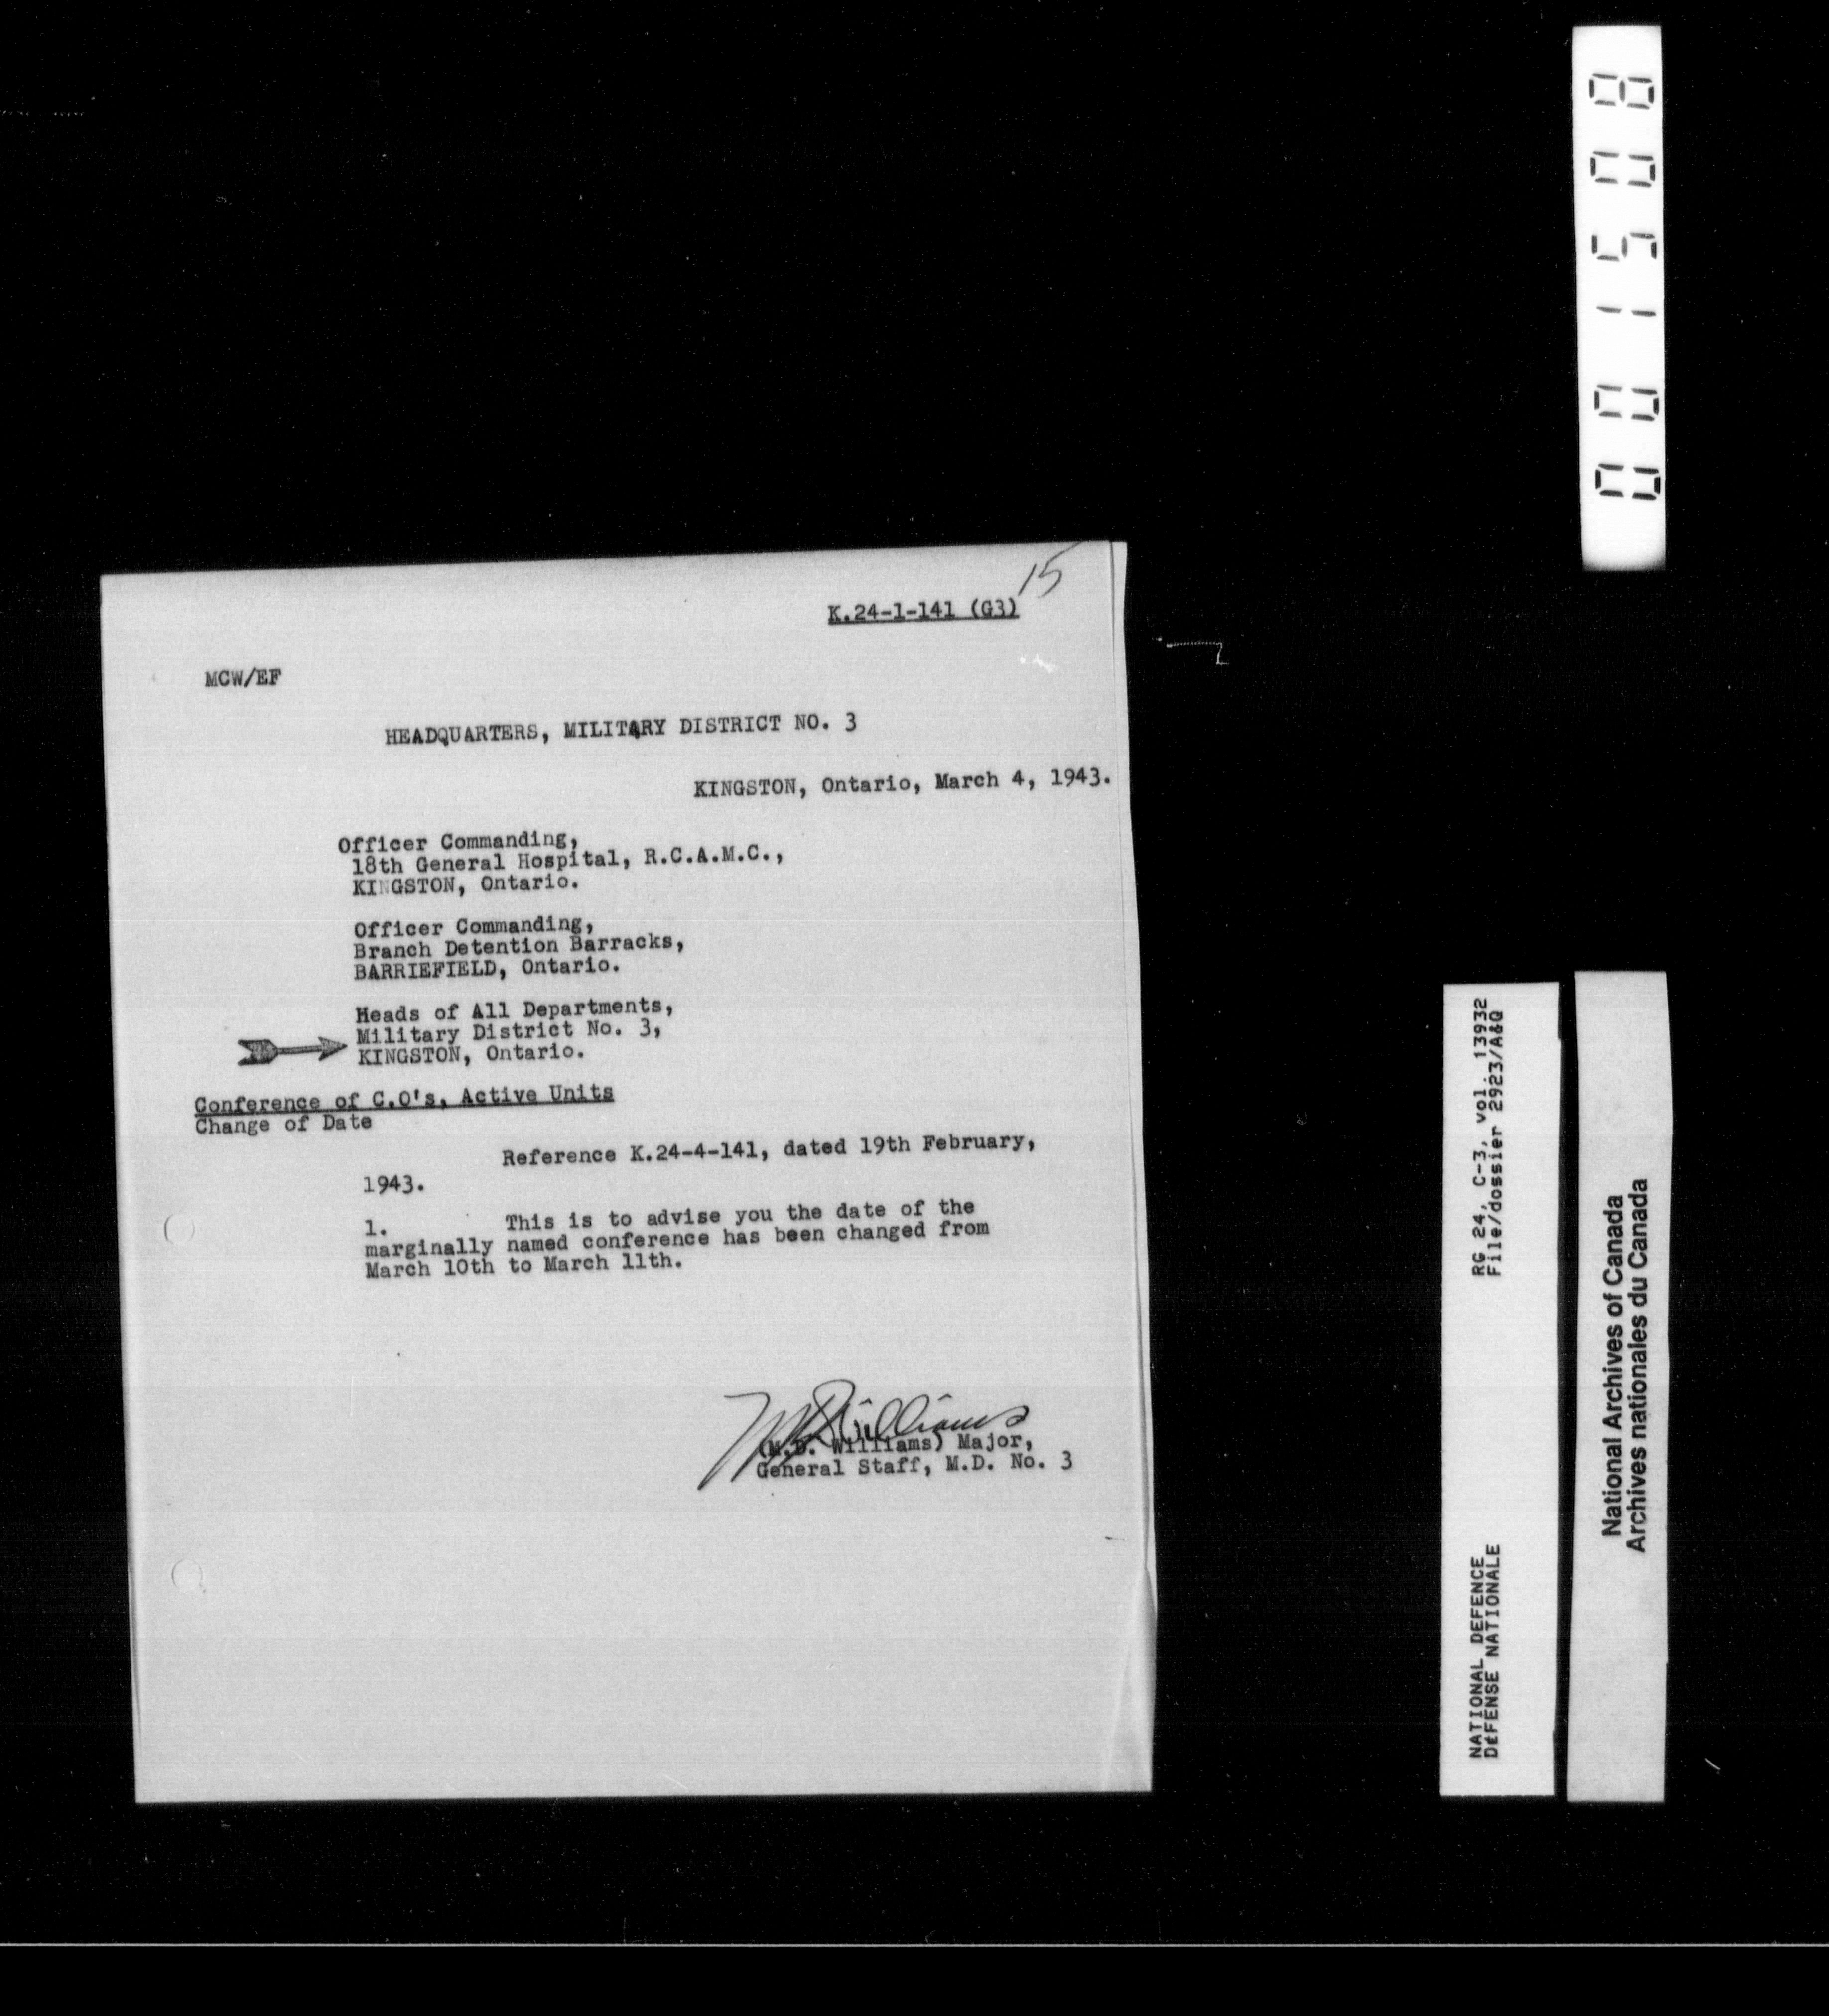 15
K.24-1-141 (G3)
MCW/EF
HEADQUARTERS, MILITARY DISTRICT NO. 3
KINGSTON, Ontario, March 4, 1943.
Officer Commanding,
18th General Hospital, R.C.A.M.C.,
KINGSTON, Ontario.
Officer Commanding,
Branch Detention Barracks,
BARRIEFIELD, Ontario.
Heads of All Departments,
Military District No. 3,
KINGSTON, Ontario.
Conference of C.O's, Active Units
Change of Date
Reference K.24-4-141, dated 19th February,
1943.
1. This is to advise you the date of the
marginally named conference has been changed from
March 10th to March 11th.
(M.D. Williams) Major,
General Staff, M.D. No. 3
001508
RG 24, C-3, vol. 13932
File/dossier 2923/A&Q
NATIONAL DEFENCE
DéFENSE NATIONALE
National Archives of Canada
Archives nationales du Canada